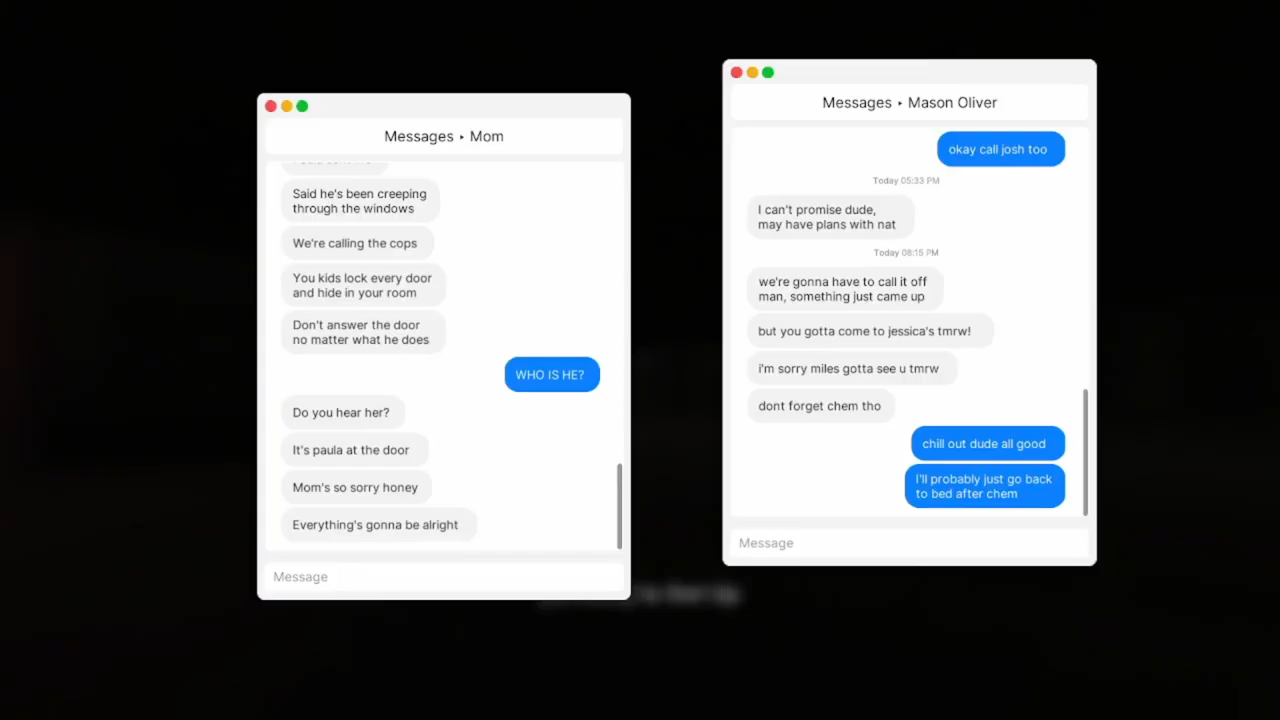 Messages ▸ Mom
Said he's been creeping
through the windows
We're calling the cops
You kids lock every door
and hide in your room
Don't answer the door
no matter what he does
WHO IS HE?
Do you hear her?
It's paula at the door
Mom's so sorry honey
Everything's gonna be alright
Message
Messages ▸ Mason Oliver
okay call josh too
Today 05:33 PM
I can't promise dude,
may have plans with nat
Today 08:15 PM
we're gonna have to call it off
man, something just came up
but you gotta come to jessica's tmrw!
i'm sorry miles gotta see u tmrw
dont forget chem tho
chill out dude all good
I'll probably just go back
to bed after chem
Message